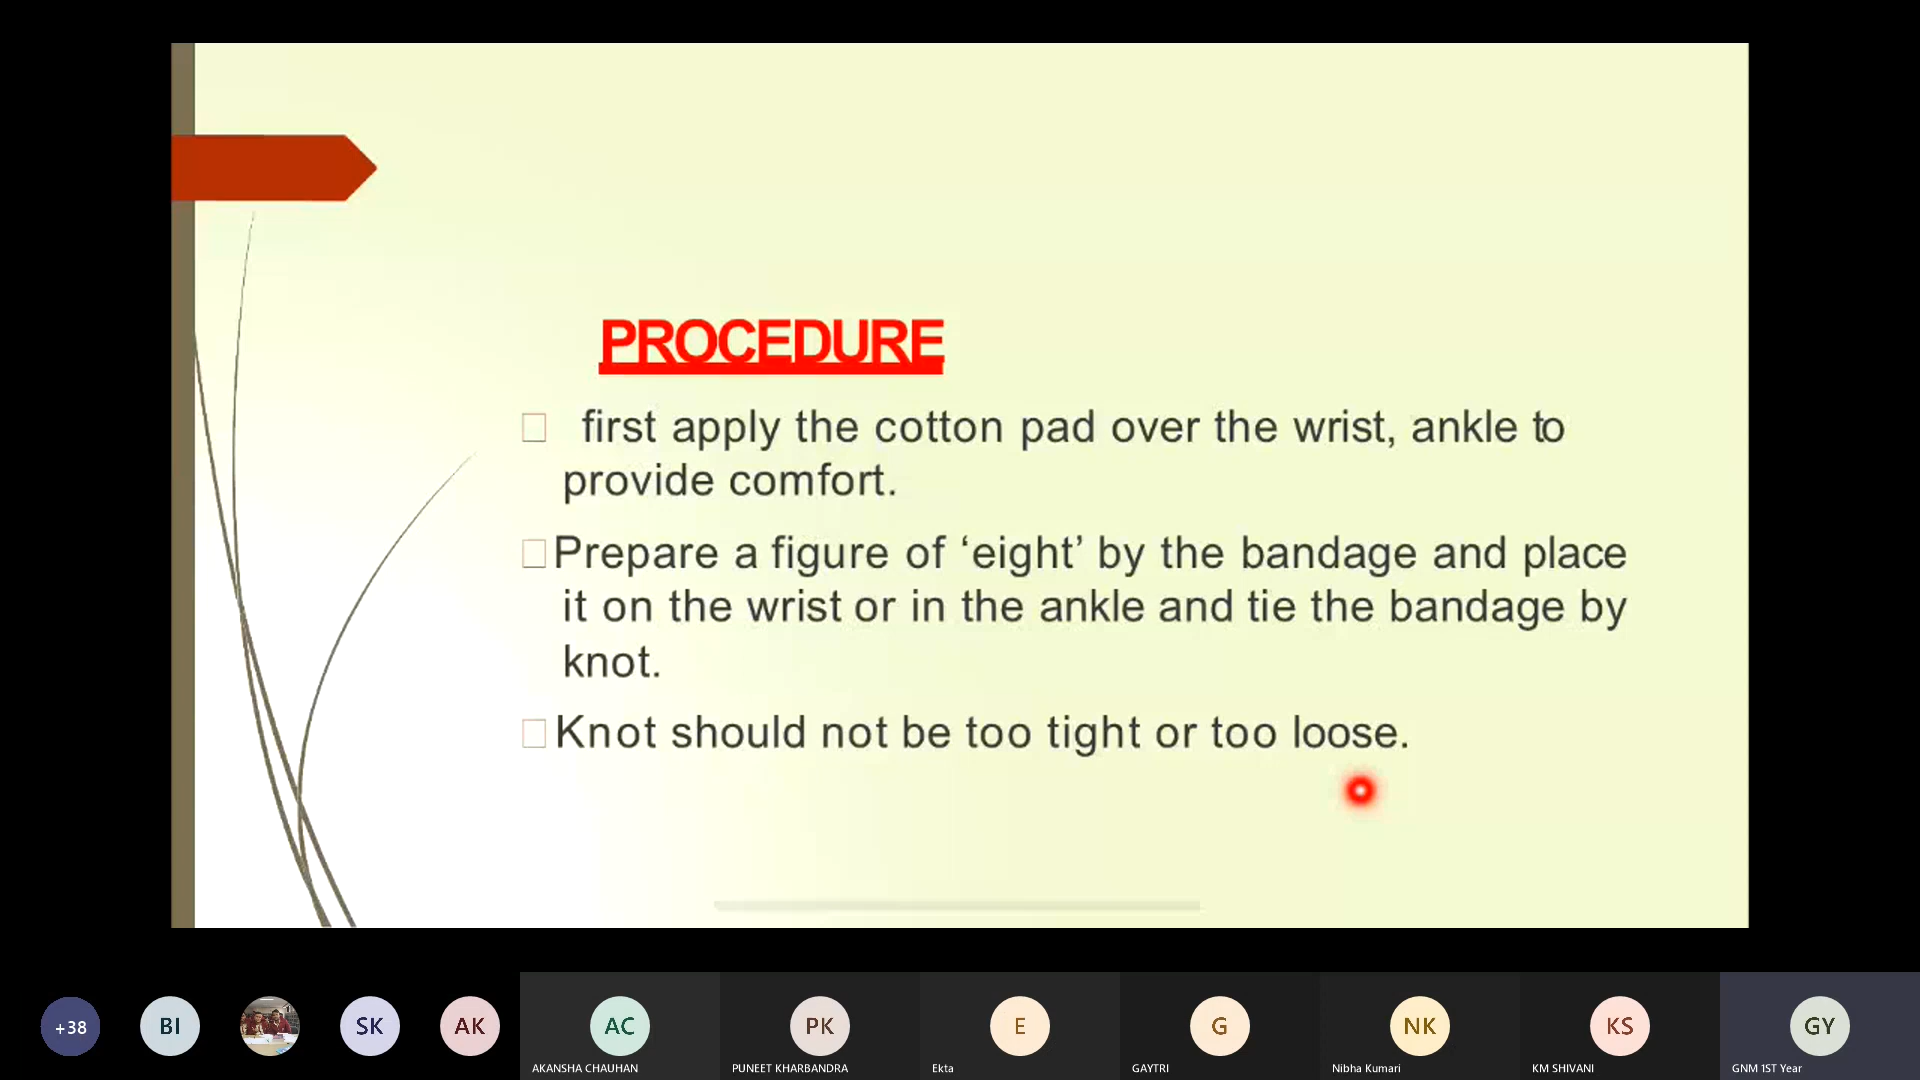 PROCEDURE
first apply the cotton pad over the wrist, ankle to
provide comfort.
Prepare a figure of ‘eight’ by the bandage and place
it on the wrist or in the ankle and tie the bandage by
knot.
Knot should not be too tight or too loose.
+38
BI
SK
AK
AC
PK
E
G
NK
KS
GY
AKANSHA CHAUHAN
PUNEET KHARBANDRA
Ekta
GAYTRI
Nibha Kumari
KM SHIVANI
GNM 1ST Year